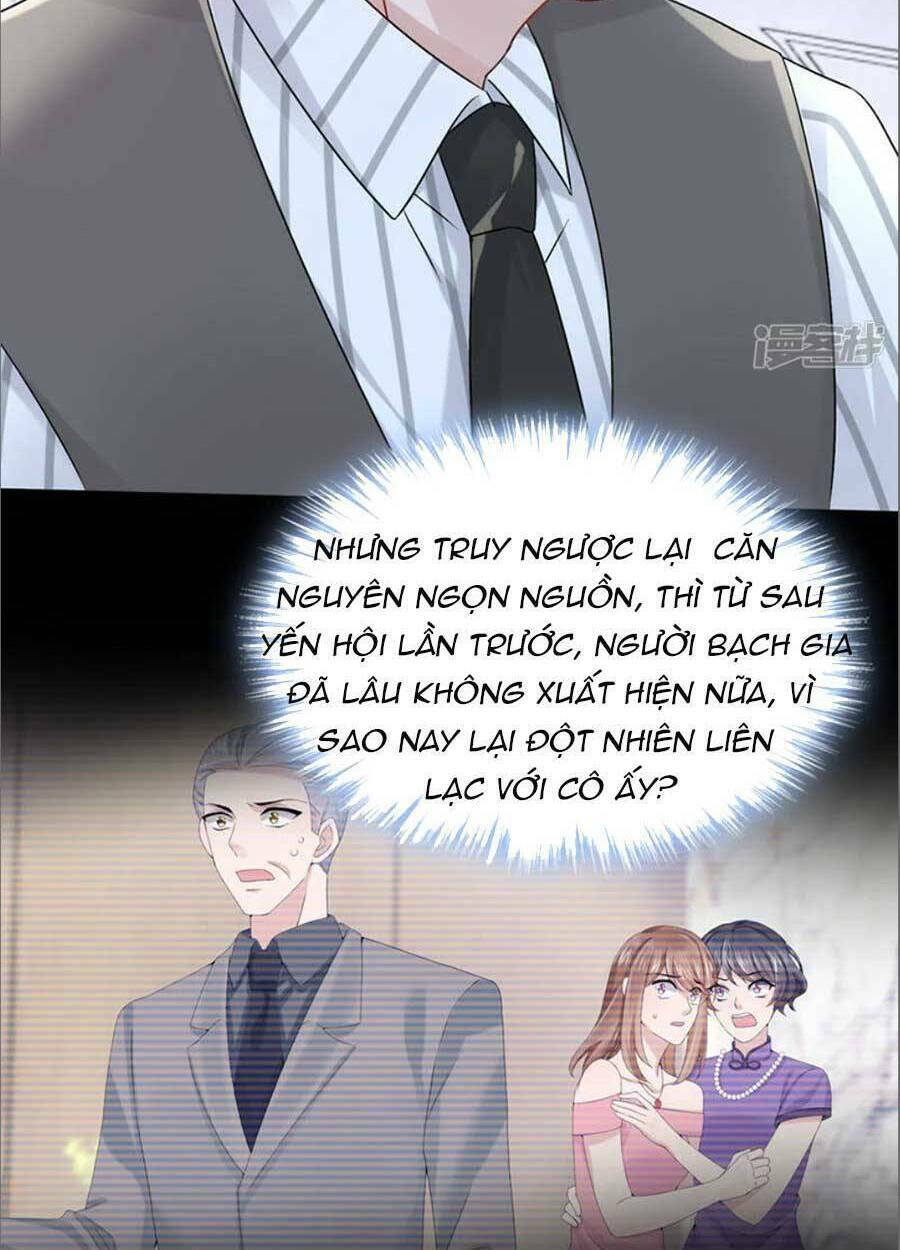 漫客栈
NHƯNG TRUY NGƯỢC LẠI CĂN
NGUYÊN NGỌN NGUỒN, THÌ TỪ SAU
YẾN HỘI LẦN TRƯỚC, NGƯỜI BẠCH GIA
ĐÃ LÂU KHÔNG XUẤT HIỆN NỮA, VÌ
SAO NAY LẠI ĐỘT NHIÊN LIÊN
LẠC VỚI CÔ ẤY?